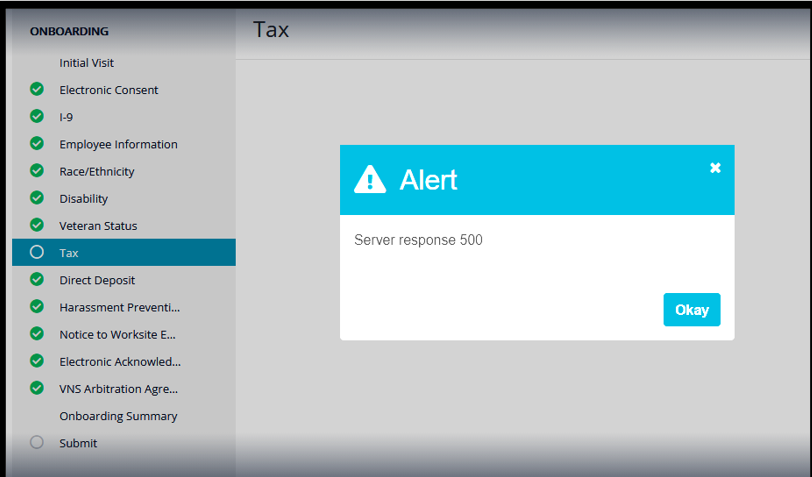 ONBOARDING
Initial Visit
Electronic Consent
I-9
Employee Information
Race/Ethnicity
Disability
Veteran Status
Tax
Direct Deposit
Harassment Preventi...
Notice to Worksite E...
Electronic Acknowled...
VNS Arbitration Agre...
Onboarding Summary
Submit
Tax
Alert
Server response 500
Okay